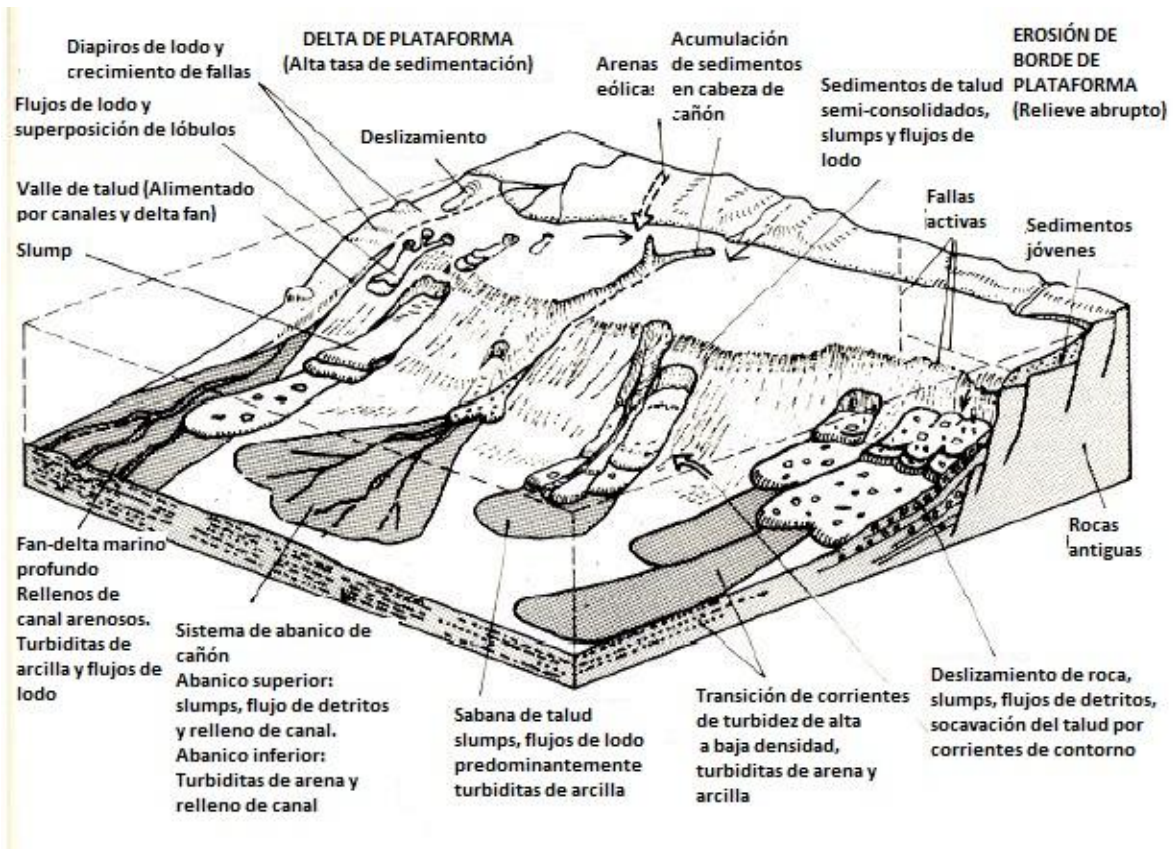 Diapiros de lodo y
crecimiento de fallas
DELTA DE PLATAFORMA
(Alta tasa de sedimentación)
Arenas
eólicas
Acumulación
de sedimentos
en cabeza de
cañón
EROSIÓN DE
BORDE DE
PLATAFORMA
(Relieve abrupto)
Sedimentos de talud
semi-consolidados,
slumps y flujos de
lodo
Flujos de lodo y
superposición de lóbulos
Deslizamiento
Valle de talud (Alimentado
por canales y delta fan)
Slump
Fallas
activas
Sedimentos
jóvenes
Rocas
antiguas
Fan-delta marino
profundo
Rellenos de
canal arenosos.
Turbiditas de
arcilla y flujos de
lodo
Sistema de abanico de
cañón
Abanico superior:
slumps, flujo de detritos
y relleno de canal.
Abanico inferior:
Turbiditas de arena y
relleno de canal
Sabana de talud
slumps, flujos de lodo
predominantemente
turbiditas de arcilla
Transición de corrientes
de turbidez de alta
a baja densidad,
turbiditas de arena y
arcilla
Deslizamiento de roca,
slumps, flujos de detritos,
socavación del talud por
corrientes de contorno